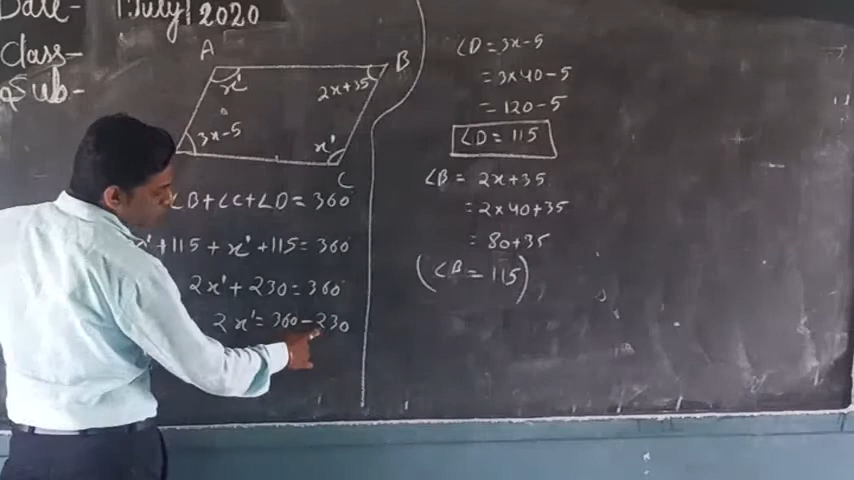 Date- 1 July 2020
Class-
Sub-
A
B
x'
2x+35
3x-5
x'
C
∠B+∠C+∠D=360
x'+115+x'+115=360
2x'+230=360
2x'=360-230
∠D=3x-5
=3x40-5
=120-5
∠D=115
∠B=2x+35
=2x40+35
=80+35
(∠B=115)